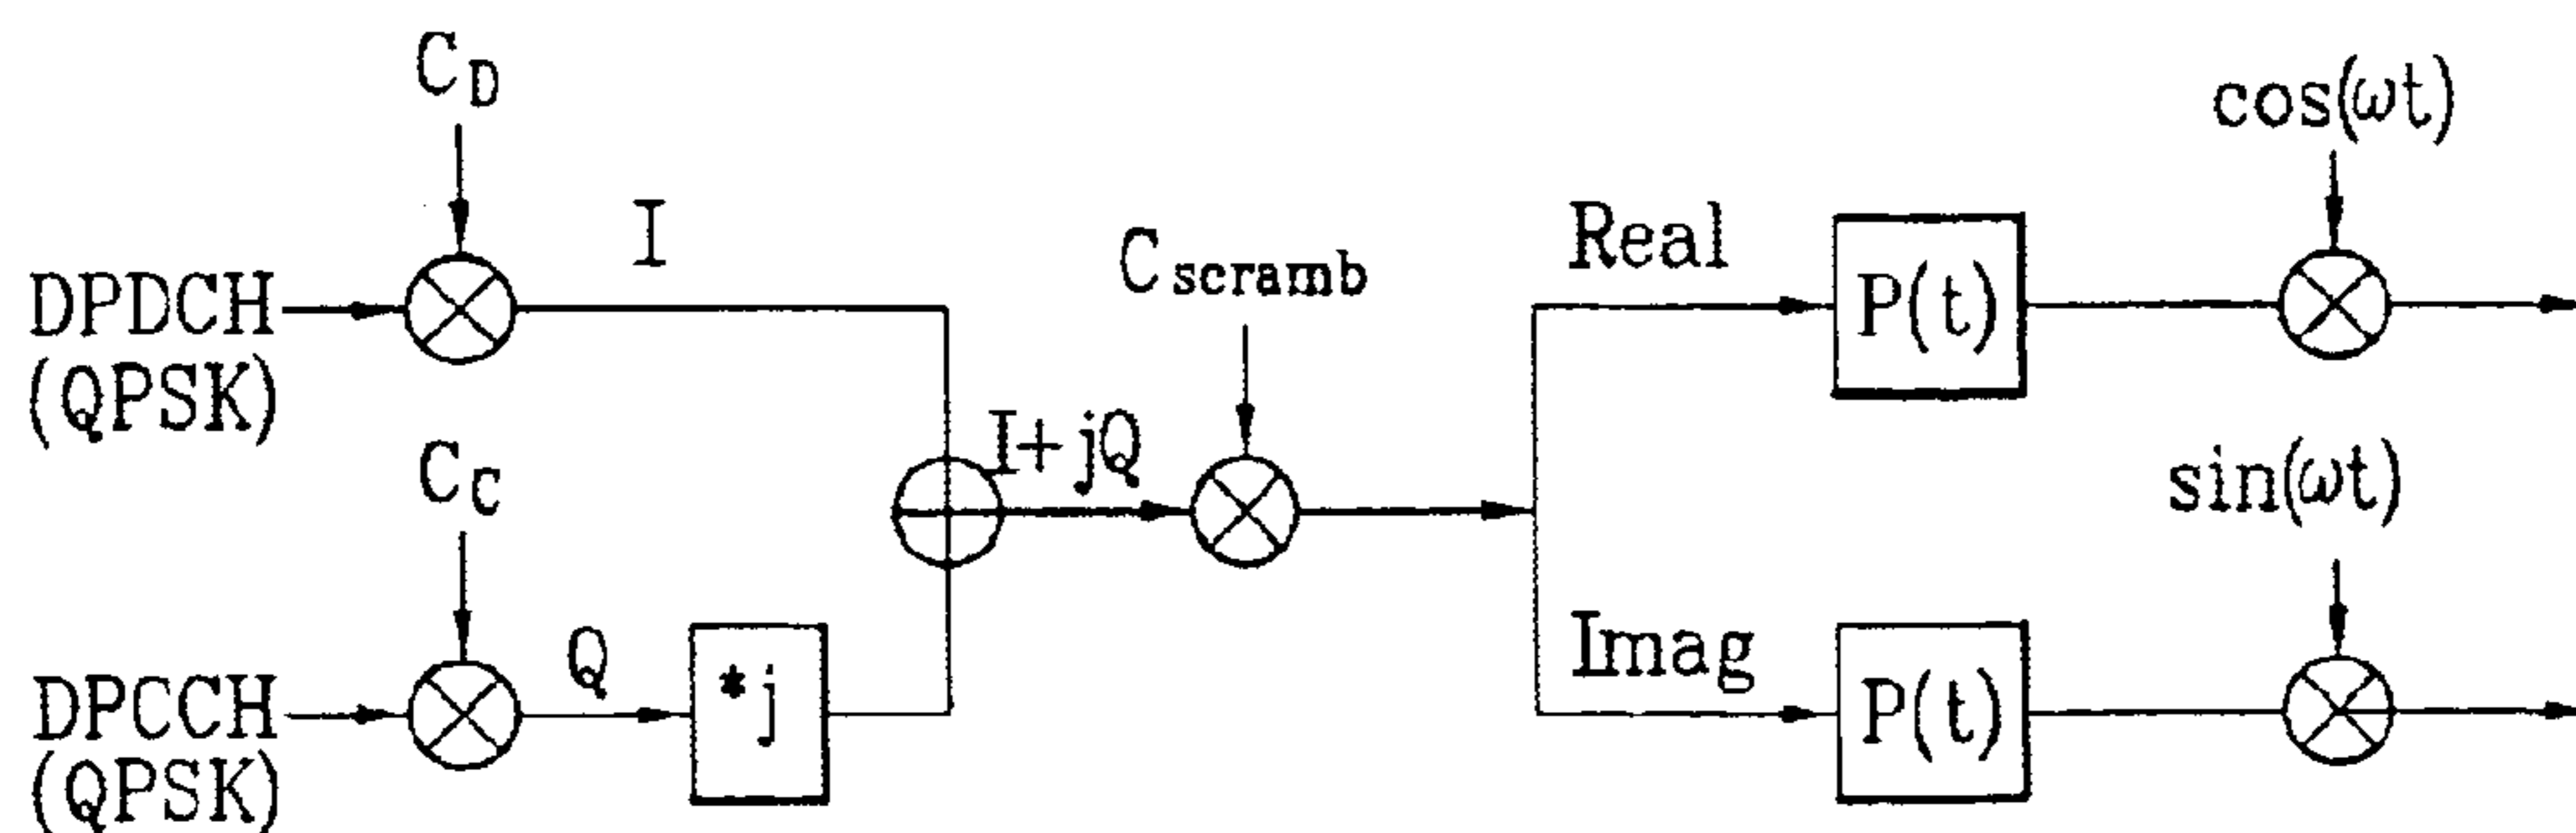 C_D
I
DPDCH
(QPSK)
C_C
Q
*j
DPCCH
(QPSK)
I+jQ
C_scramb
Real
P(t)
cos(ωt)
Imag
P(t)
sin(ωt)